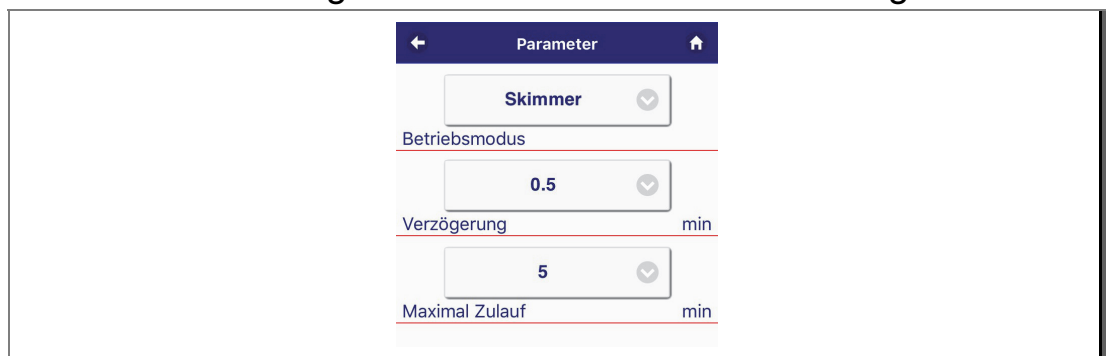 Parameter
Skimmer
Betriebsmodus
0.5
Verzögerung min
5
Maximal Zulauf min